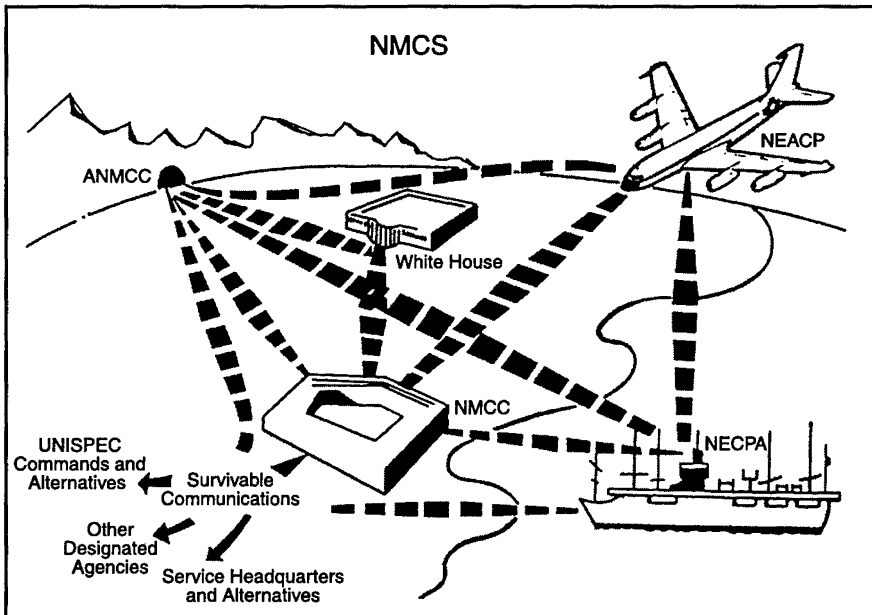 NMCS
NEACP
ANMCC
White House
NMCC
NECPA
UNISPEC
Commands and
Alternatives
Survivable
Communications
Other
Designated
Agencies
Service Headquarters
and Alternatives